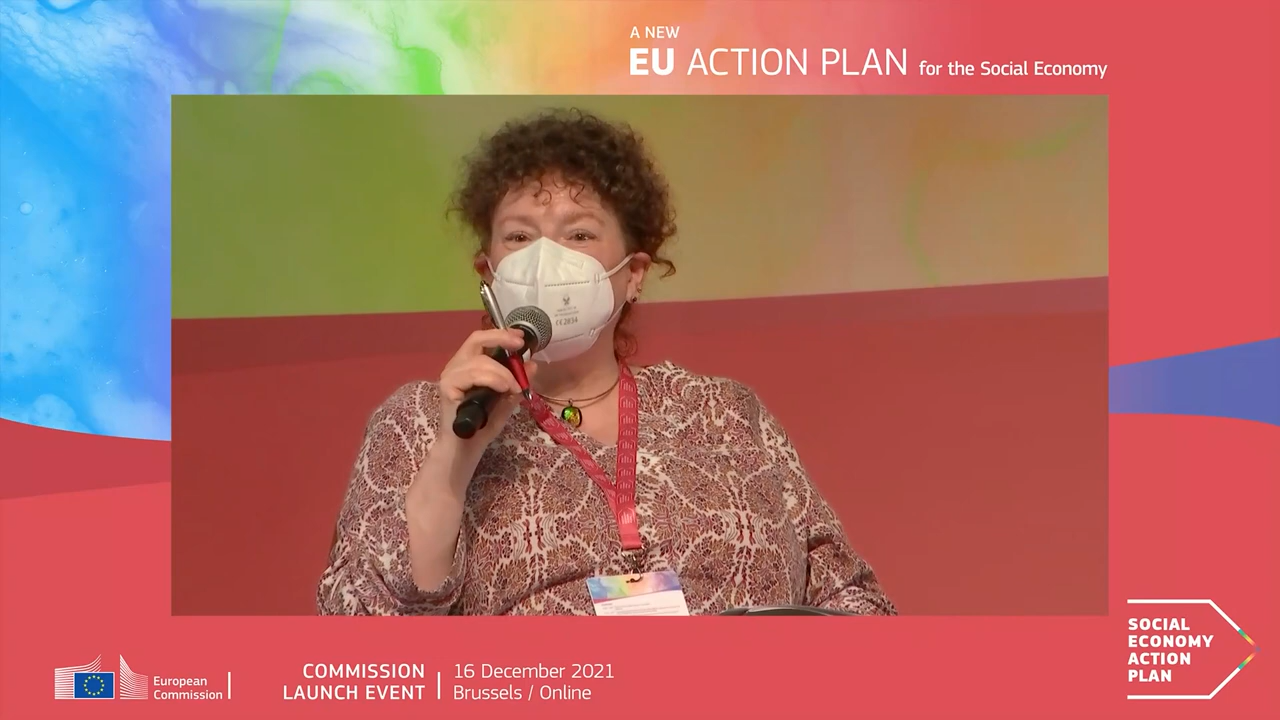 A NEW
EU ACTION PLAN for the Social Economy
CE2834
SOCIAL
ECONOMY
ACTION
PLAN
European
Commission
COMMISSION
LAUNCH EVENT
16 December 2021
Brussels / Online